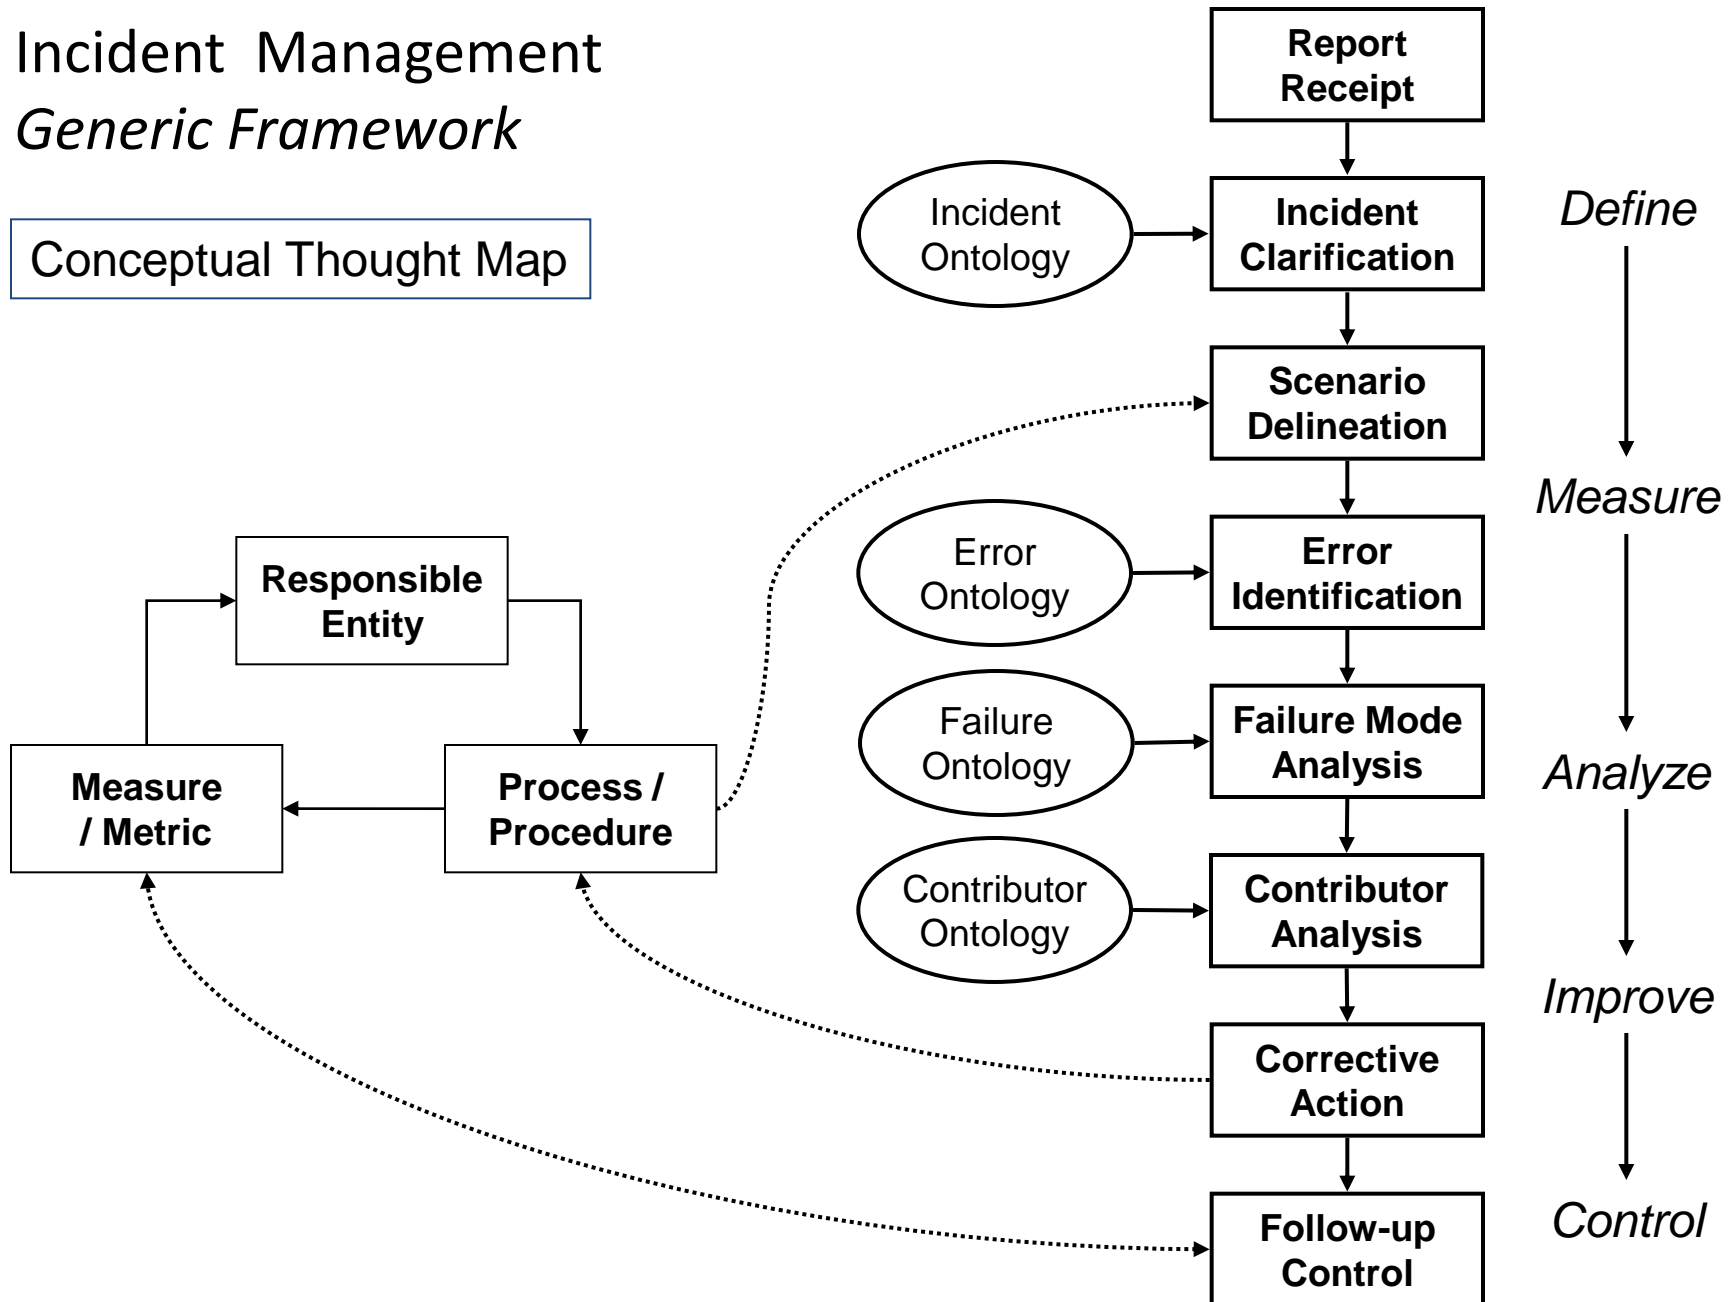 Incident  Management
Generic Framework
Conceptual Thought Map
Report
Receipt
Incident
Ontology
Incident
Clarification
Define
Scenario
Delineation
Measure
Error
Ontology
Error
Identification
Responsible
Entity
Failure
Ontology
Failure Mode
Analysis
Analyze
Measure
/ Metric
Process /
Procedure
Contributor
Ontology
Contributor
Analysis
Improve
Corrective
Action
Follow-up
Control
Control